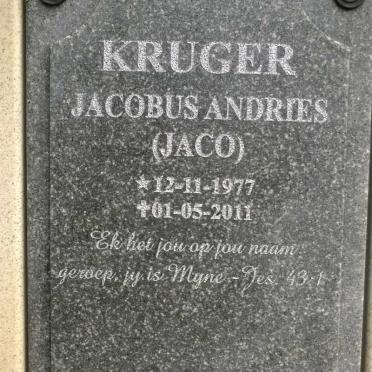 KRUGER
JACOBUS ANDRIES
(JACO)
★12-11-1977
✝01-05-2011
Ek het jou op jou naam
geroep, jy is Myne - Jes. 43:1